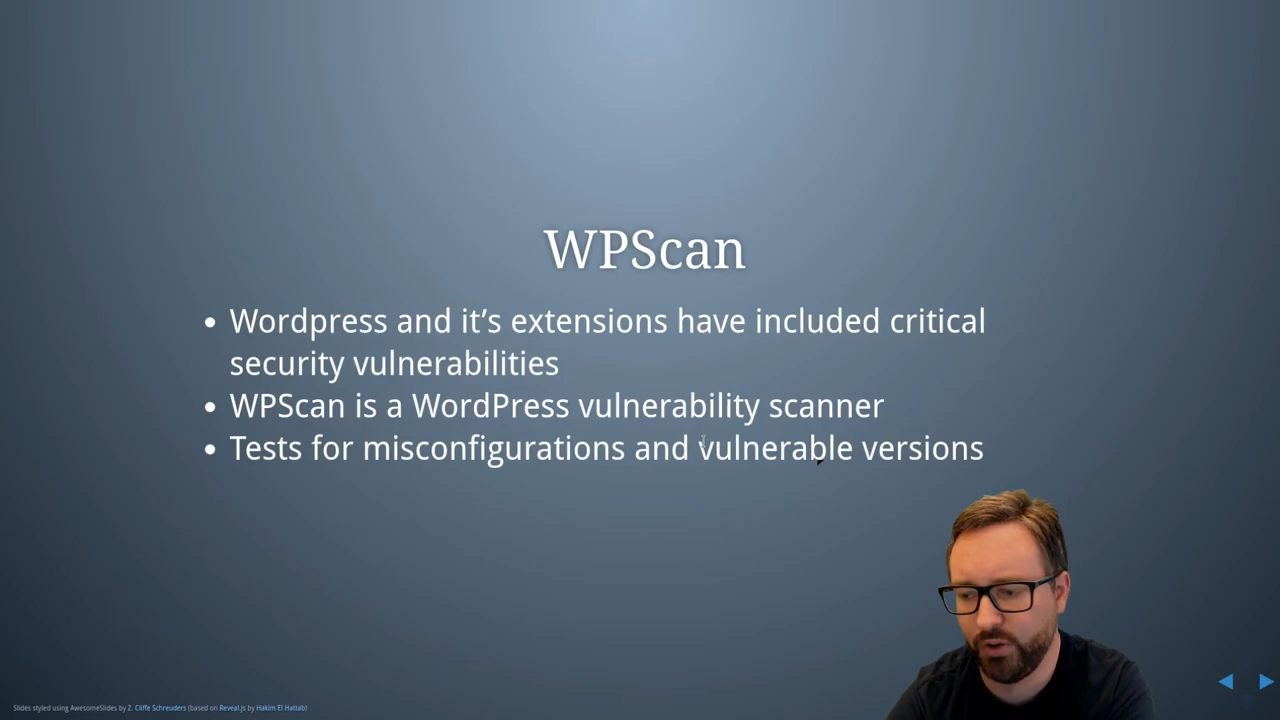 WPScan
• Wordpress and it’s extensions have included critical
security vulnerabilities
• WPScan is a WordPress vulnerability scanner
• Tests for misconfigurations and vulnerable versions
Slides styled using AwesomeSlides by Z. Cliffe Schreuders (based on Reveal.js by Hakim El Hattab)